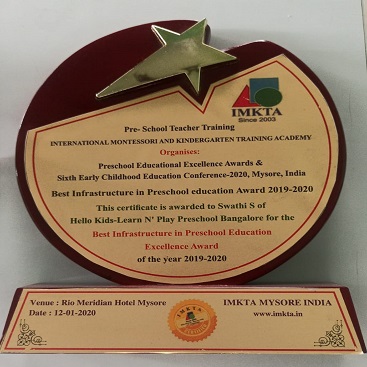 IMKTA
Since 2003
Pre- School Teacher Training
INTERNATIONAL MONTESSORI AND KINDERGARTEN TRAINING ACADEMY
Organises:
Preschool Educational Excellence Awards &
Sixth Early Childhood Education Conference-2020, Mysore, India
Best Infrastructure in Preschool education Award 2019-2020
This certificate is awarded to Swathi S of
Hello Kids-Learn N' Play Preschool Bangalore for the
Best Infrastructure in Preschool Education
Excellence Award
of the year 2019-2020
Venue : Rio Meridian Hotel Mysore
Date : 12-01-2020
IMKTA
IMKTA MYSORE INDIA
www.imkta.in